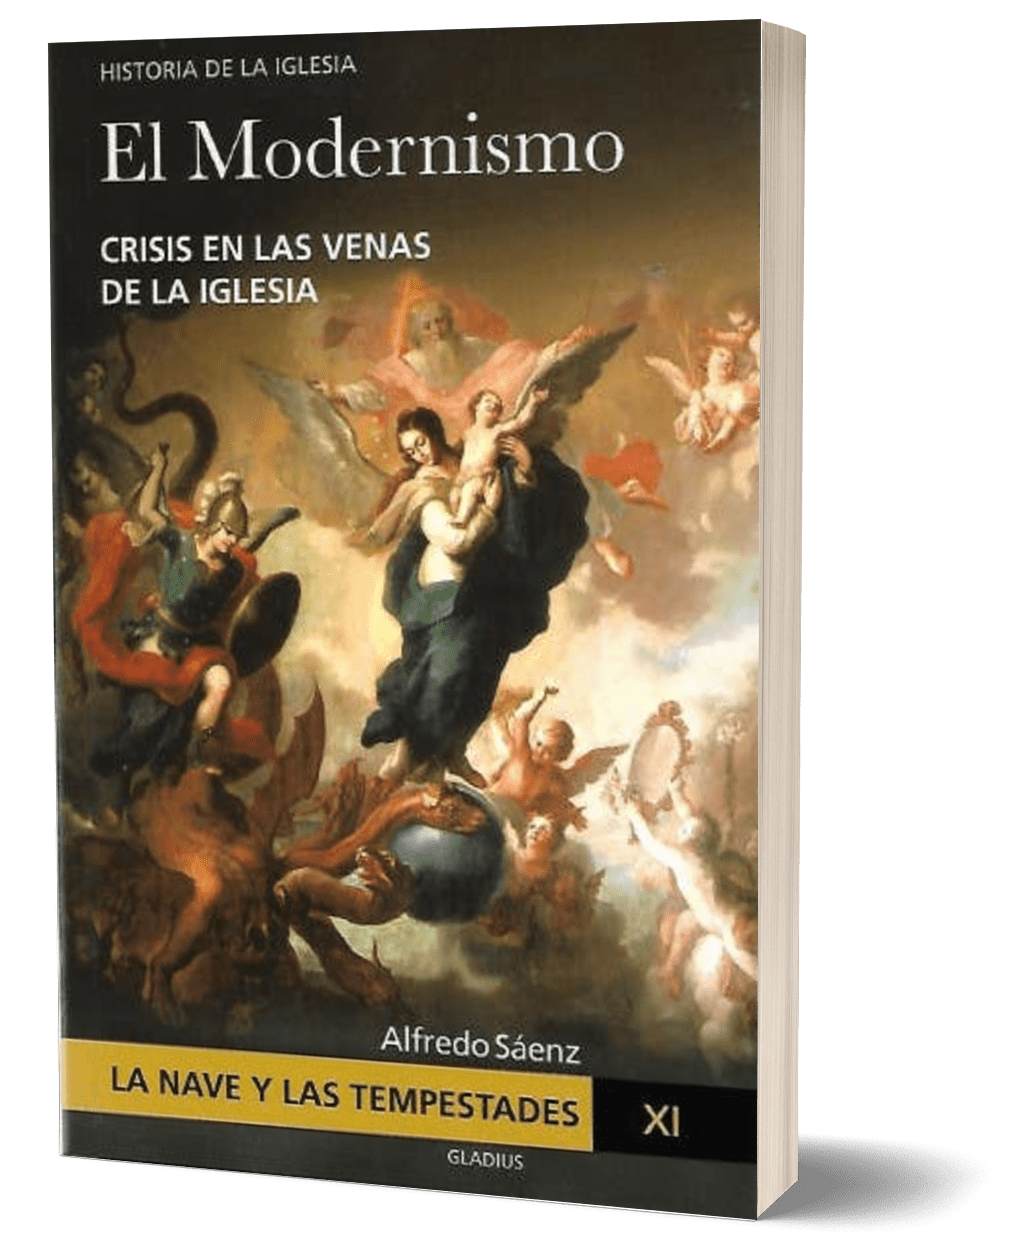 HISTORIA DE LA IGLESIA
El Modernismo
CRISIS EN LAS VENAS
DE LA IGLESIA
Alfredo Sáenz
LA NAVE Y LAS TEMPESTADES
XI
GLADIUS